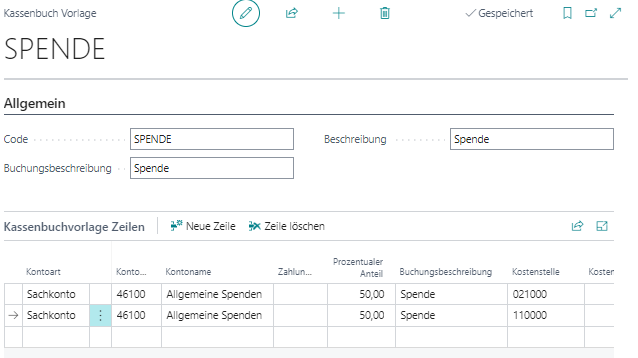 Kassenbuch Vorlage
Gespeichert
SPENDE
Allgemein
Code SPENDE Beschreibung Spende
Buchungsbeschreibung Spende
Kassenbuchvorlage Zeilen Neue Zeile Zeile löschen
Kontoart Konto... Kontoname Zahlun... Prozentualer Anteil Buchungsbeschreibung Kostenstelle Kosten
Sachkonto 46100 Allgemeine Spenden 50,00 Spende 021000
Sachkonto 46100 Allgemeine Spenden 50,00 Spende 110000